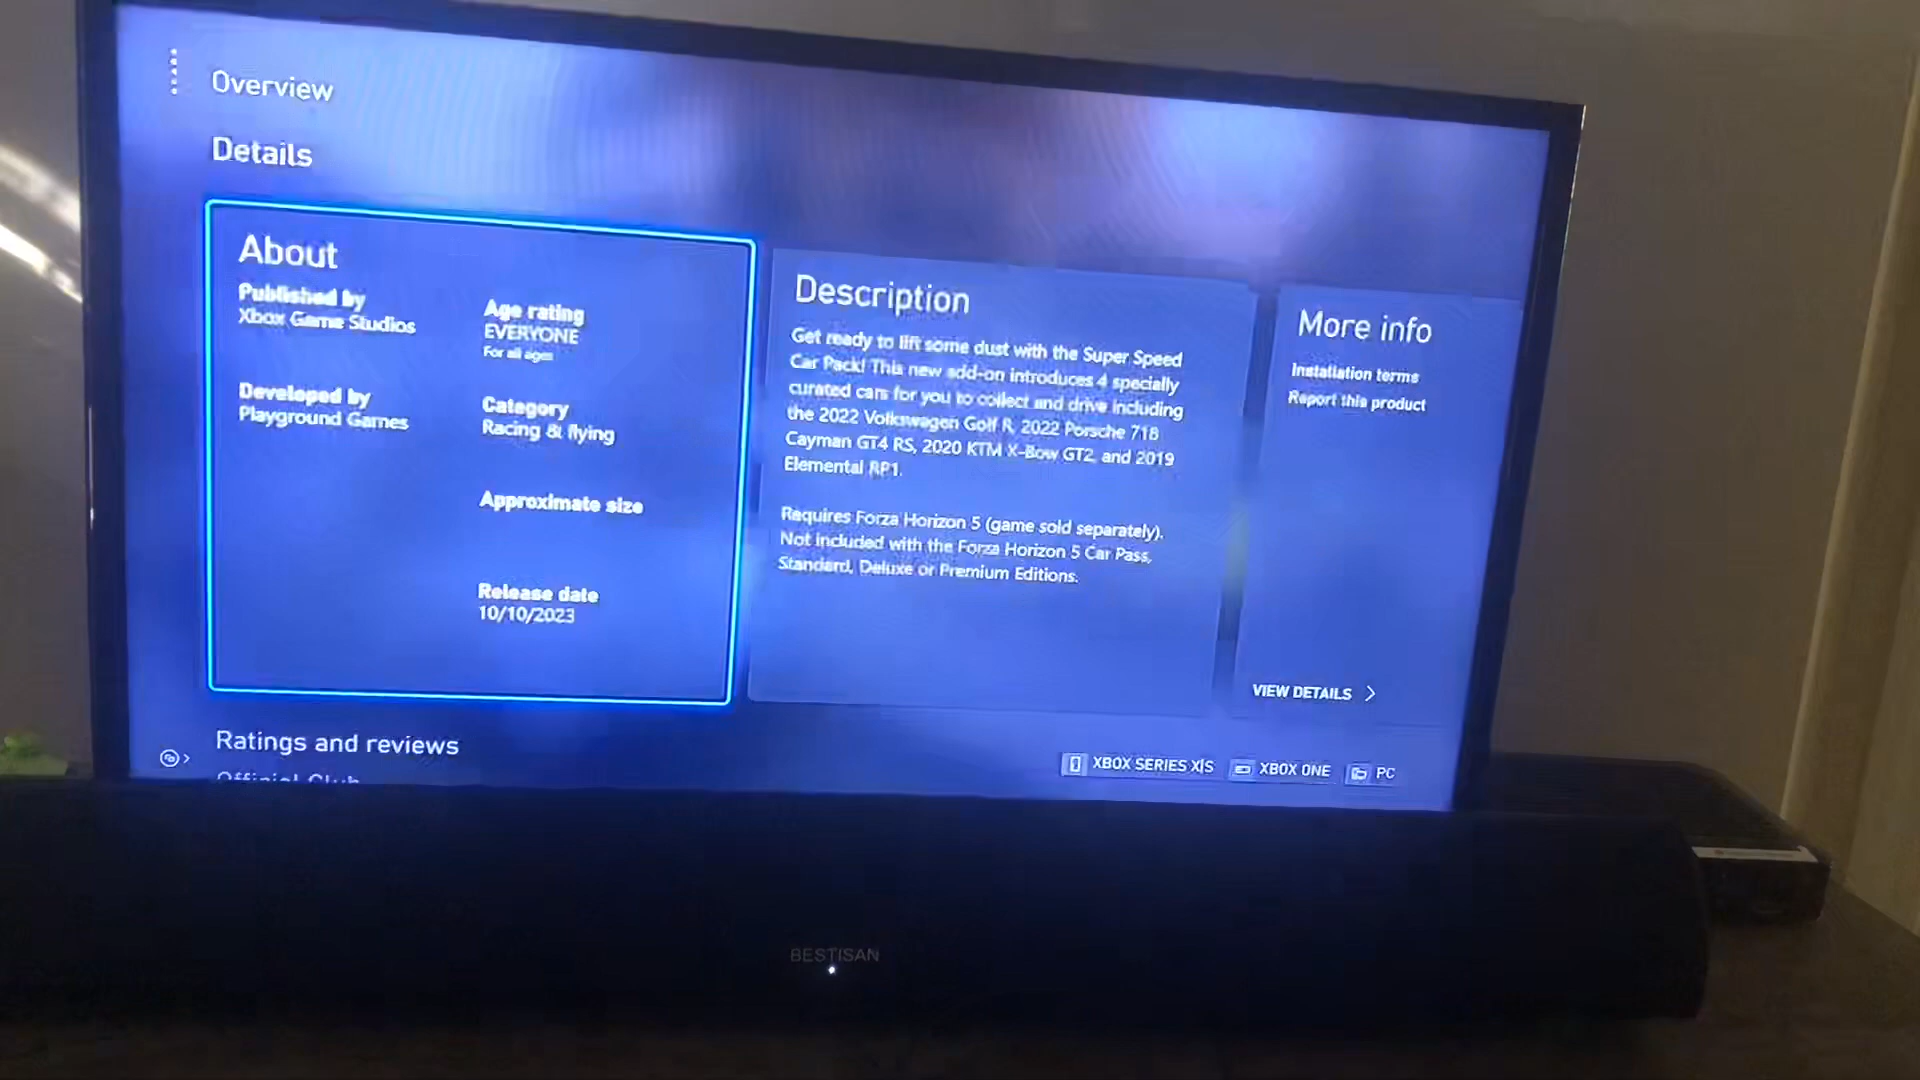 Overview
Details
About
Published by
Xbox Game Studios
Developed by
Playground Games
Age rating
EVERYONE
For all ages
Category
Racing & flying
Approximate size
Release date
10/10/2023
Description
Get ready to lift some dust with the Super Speed
Car Pack! This new add-on introduces 4 specially
curated cars for you to collect and drive including
the 2022 Volkswagen Golf R, 2022 Porsche 718
Cayman GT4 RS, 2020 KTM X-Bow GT2, and 2019
Elemental RP1.
Requires Forza Horizon 5 (game sold separately).
Not included with the Forza Horizon 5 Car Pass,
Standard, Deluxe or Premium Editions.
More info
Installation terms
Report this product
VIEW DETAILS
Ratings and reviews
Official Club
XBOX SERIES X|S
XBOX ONE
PC
BESTISAN